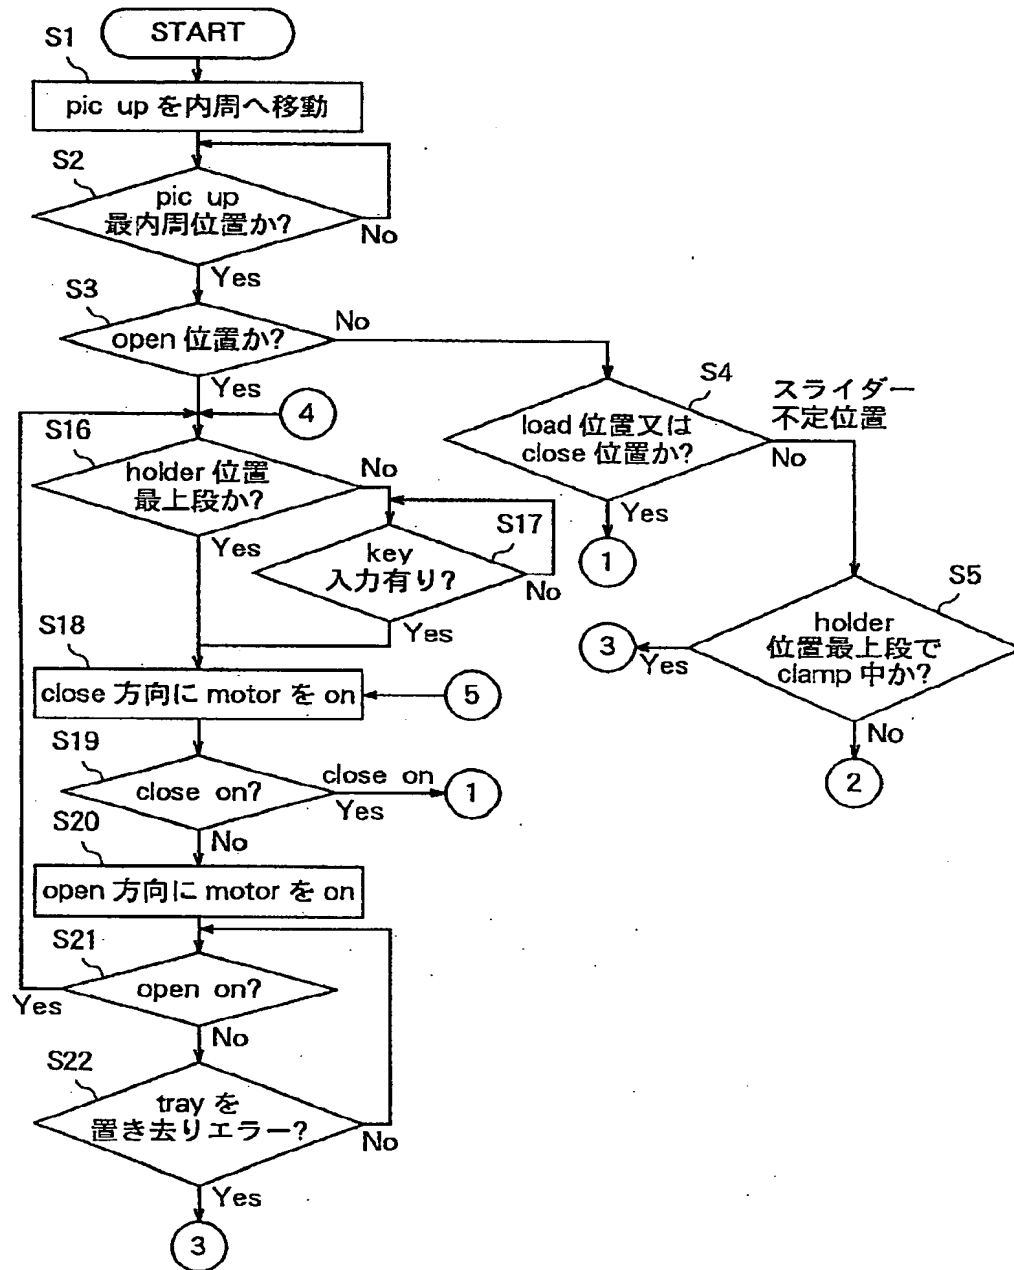 START
S1
pic up を内周へ移動
S2
pic up
最内周位置か?
No
Yes
S3
open 位置か?
No
Yes
4
S4
スライダー
不定位置
load 位置又は
close 位置か?
No
Yes
1
S16
holder 位置
最上段か?
No
Yes
S17
key
入力有り?
No
Yes
S5
holder
位置最上段で
clamp 中か?
Yes
3
No
2
S18
close 方向に motor を on
5
S19
close on?
close on
Yes
1
No
S20
open 方向に motor を on
S21
open on?
Yes
No
S22
tray を
置き去りエラー?
No
Yes
3